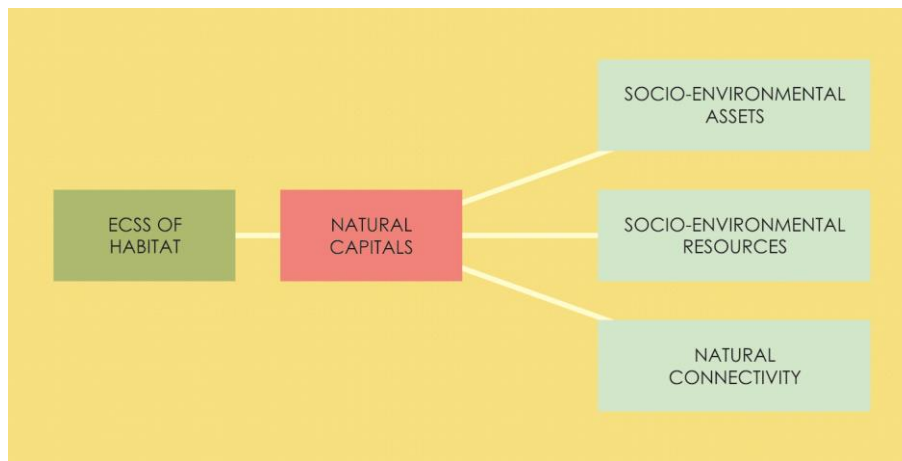 ECSS OF
HABITAT
NATURAL
CAPITALS
SOCIO-ENVIRONMENTAL
ASSETS
SOCIO-ENVIRONMENTAL
RESOURCES
NATURAL
CONNECTIVITY